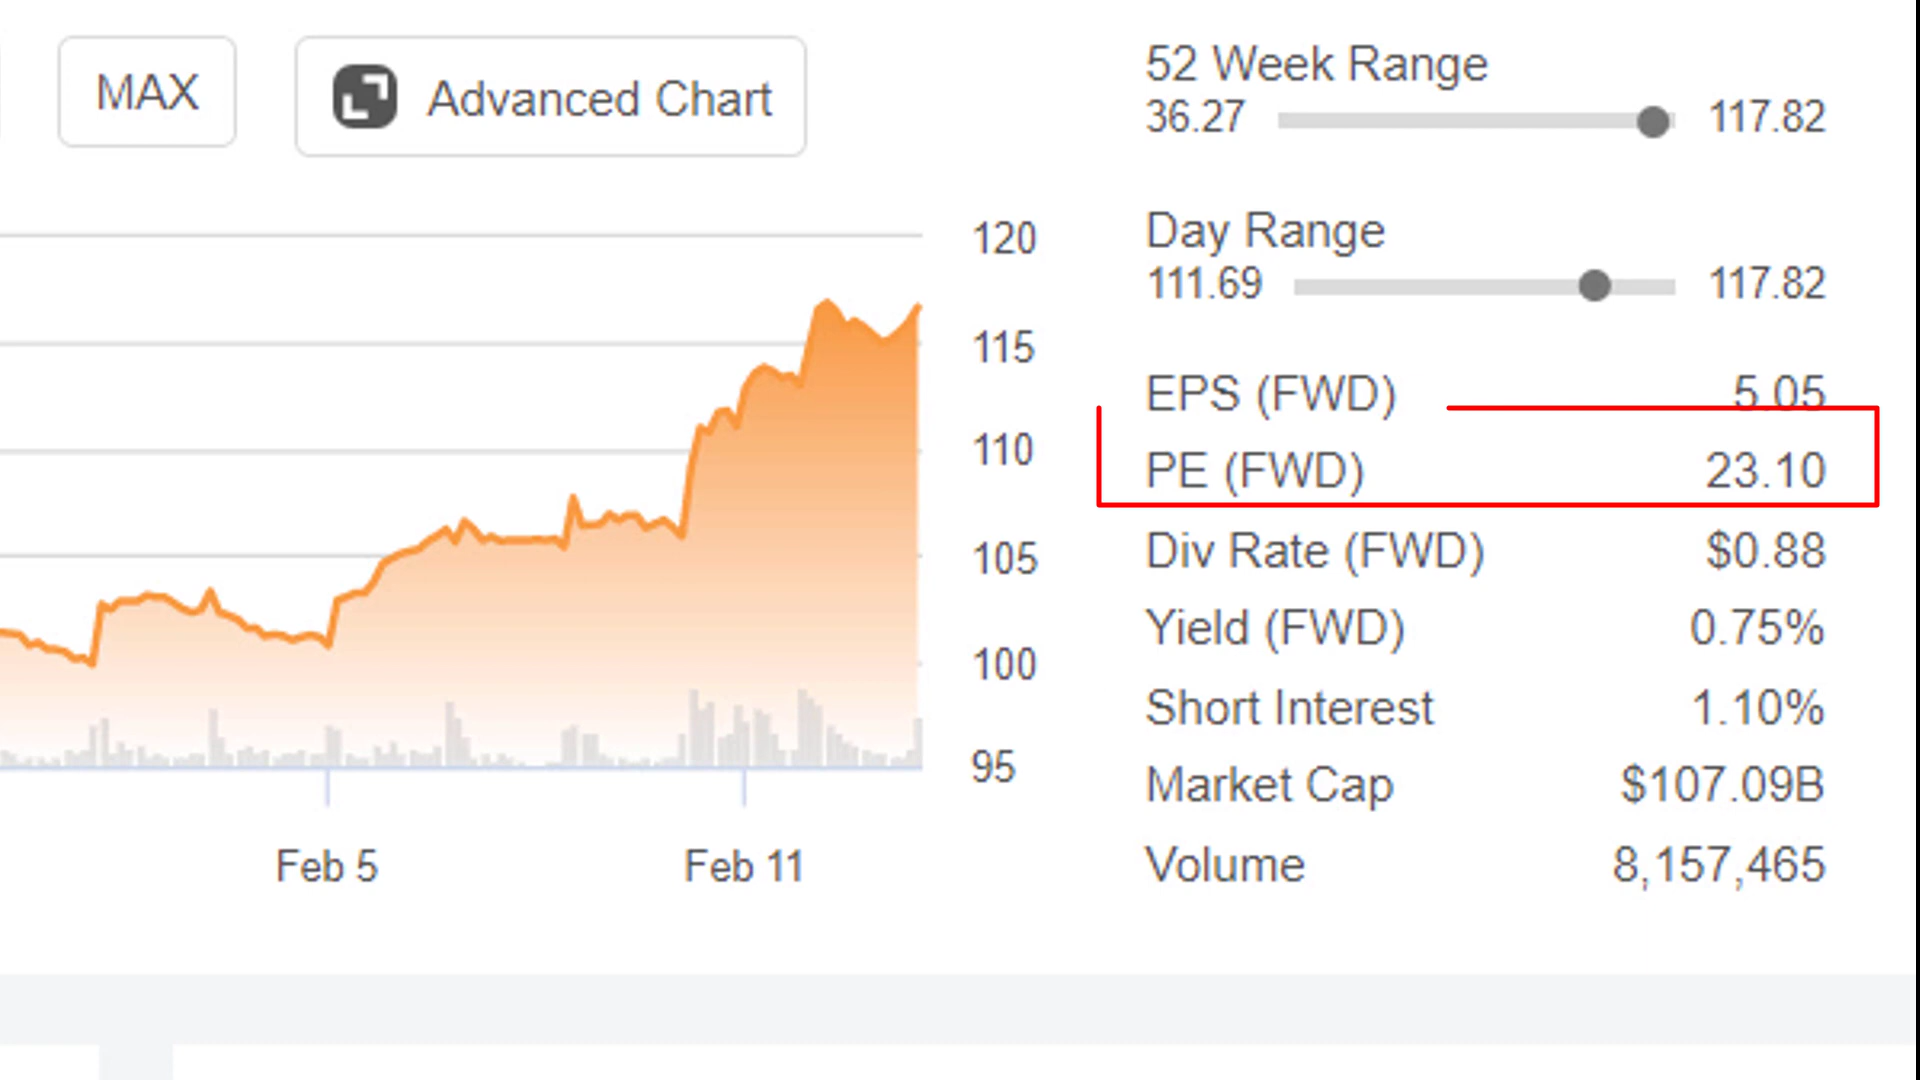 MAX
Advanced Chart
120
115
110
105
100
95
Feb 5
Feb 11
52 Week Range
36.27
117.82
Day Range
111.69
117.82
EPS (FWD) 5.05
PE (FWD) 23.10
Div Rate (FWD) $0.88
Yield (FWD) 0.75%
Short Interest 1.10%
Market Cap $107.09B
Volume 8,157,465